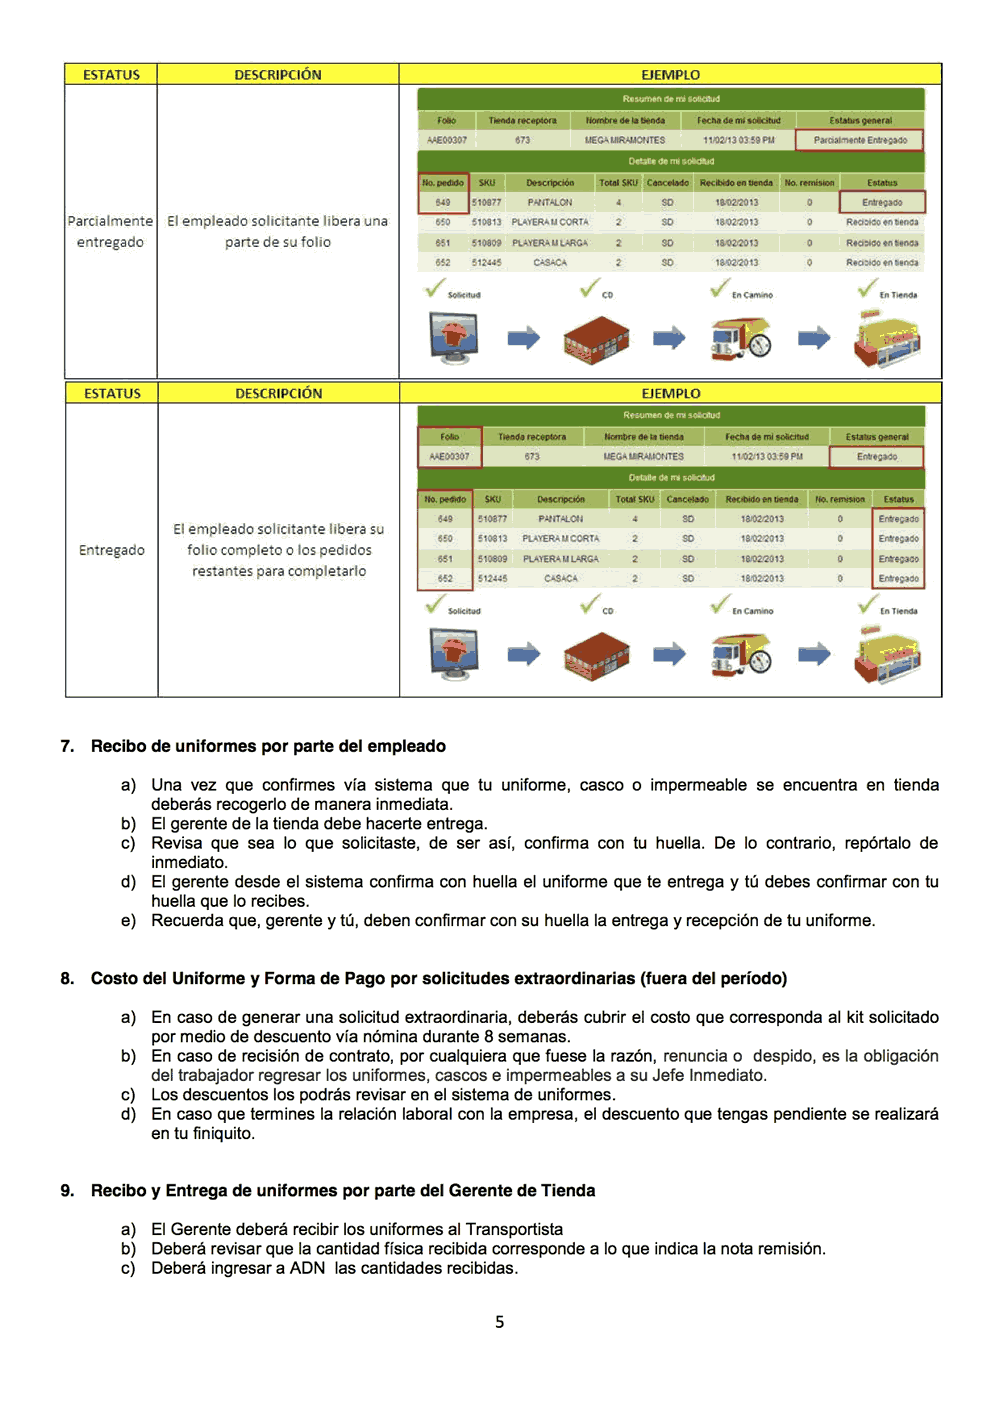 ESTATUS DESCRIPCIÓN EJEMPLO
Resumen de mi solicitud
Folio Tienda receptora Nombre de la tienda Fecha de mi solicitud Estatus general
AAE00307 673 MEGA MIRAMONTES 11/02/13 03:59 PM Parcialmente Entregado
Detalle de mi solicitud
No. pedido SKU Descripción Total SKU Cancelado Recibido en tienda No. remision Estatus
649 510877 PANTALON 4 SD 18/02/2013 0 Entregado
650 510813 PLAYERA M CORTA 2 SD 18/02/2013 0 Recibido en tienda
651 510809 PLAYERA M LARGA 2 SD 18/02/2013 0 Recibido en tienda
652 512445 CASACA 2 SD 18/02/2013 0 Recibido en tienda
Parcialmente entregado
El empleado solicitante libera una
parte de su folio
Solicitud CD En Camino En Tienda
ESTATUS DESCRIPCIÓN EJEMPLO
Resumen de mi solicitud
Folio Tienda receptora Nombre de la tienda Fecha de mi solicitud Estatus general
AAE00307 673 MEGA MIRAMONTES 11/02/13 03:59 PM Entregado
Detalle de mi solicitud
No. pedido SKU Descripción Total SKU Cancelado Recibido en tienda No. remision Estatus
649 510877 PANTALON 4 SD 18/02/2013 0 Entregado
650 510813 PLAYERA M CORTA 2 SD 18/02/2013 0 Entregado
651 510809 PLAYERA M LARGA 2 SD 18/02/2013 0 Entregado
652 512445 CASACA 2 SD 18/02/2013 0 Entregado
Entregado
El empleado solicitante libera su
folio completo o los pedidos
restantes para completarlo
Solicitud CD En Camino En Tienda
7. Recibo de uniformes por parte del empleado
a) Una vez que confirmes vía sistema que tu uniforme, casco o impermeable se encuentra en tienda
deberás recogerlo de manera inmediata.
b) El gerente de la tienda debe hacerte entrega.
c) Revisa que sea lo que solicitaste, de ser así, confirma con tu huella. De lo contrario, repórtalo de
inmediato.
d) El gerente desde el sistema confirma con huella el uniforme que te entrega y tú debes confirmar con tu
huella que lo recibes.
e) Recuerda que, gerente y tú, deben confirmar con su huella la entrega y recepción de tu uniforme.
8. Costo del Uniforme y Forma de Pago por solicitudes extraordinarias (fuera del período)
a) En caso de generar una solicitud extraordinaria, deberás cubrir el costo que corresponda al kit solicitado
por medio de descuento vía nómina durante 8 semanas.
b) En caso de recisión de contrato, por cualquiera que fuese la razón, renuncia o despido, es la obligación
del trabajador regresar los uniformes, cascos e impermeables a su Jefe Inmediato.
c) Los descuentos los podrás revisar en el sistema de uniformes.
d) En caso que termines la relación laboral con la empresa, el descuento que tengas pendiente se realizará
en tu finiquito.
9. Recibo y Entrega de uniformes por parte del Gerente de Tienda
a) El Gerente deberá recibir los uniformes al Transportista
b) Deberá revisar que la cantidad física recibida corresponde a lo que indica la nota remisión.
c) Deberá ingresar a ADN las cantidades recibidas.
5